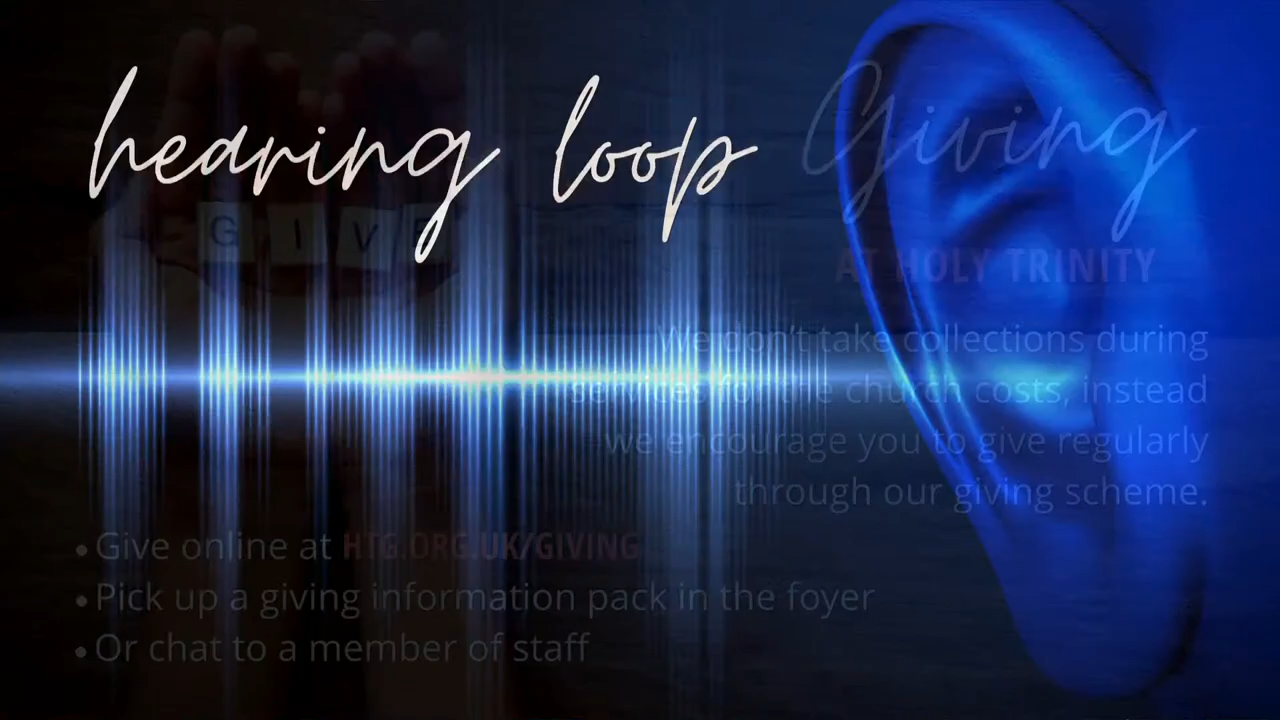 hearing loop
Giving
GIVE
AT HOLY TRINITY
We don't take collections during
services for the church costs, instead
we encourage you to give regularly
through our giving scheme.
• Give online at HTG.ORG.UK/GIVING
• Pick up a giving information pack in the foyer
• Or chat to a member of staff